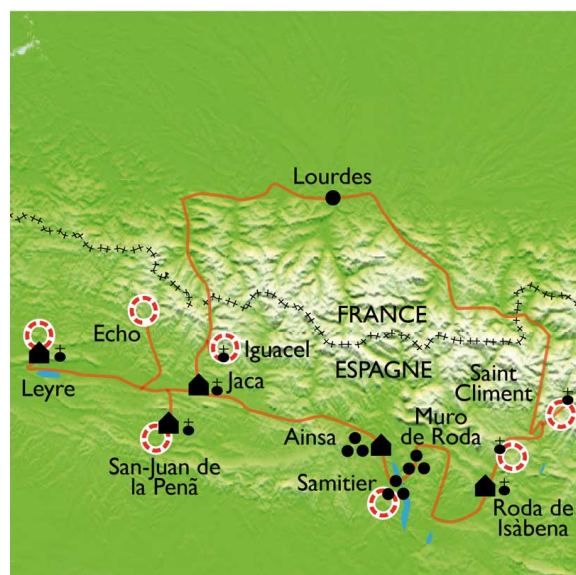 Lourdes
FRANCE
Echo
Iguacel
ESPAGNE
Saint
Climent
Leyre
Jaca
Muro
de Roda
Ainsa
San-Juan de
la Penã
Samitier
Roda de
Isàbena